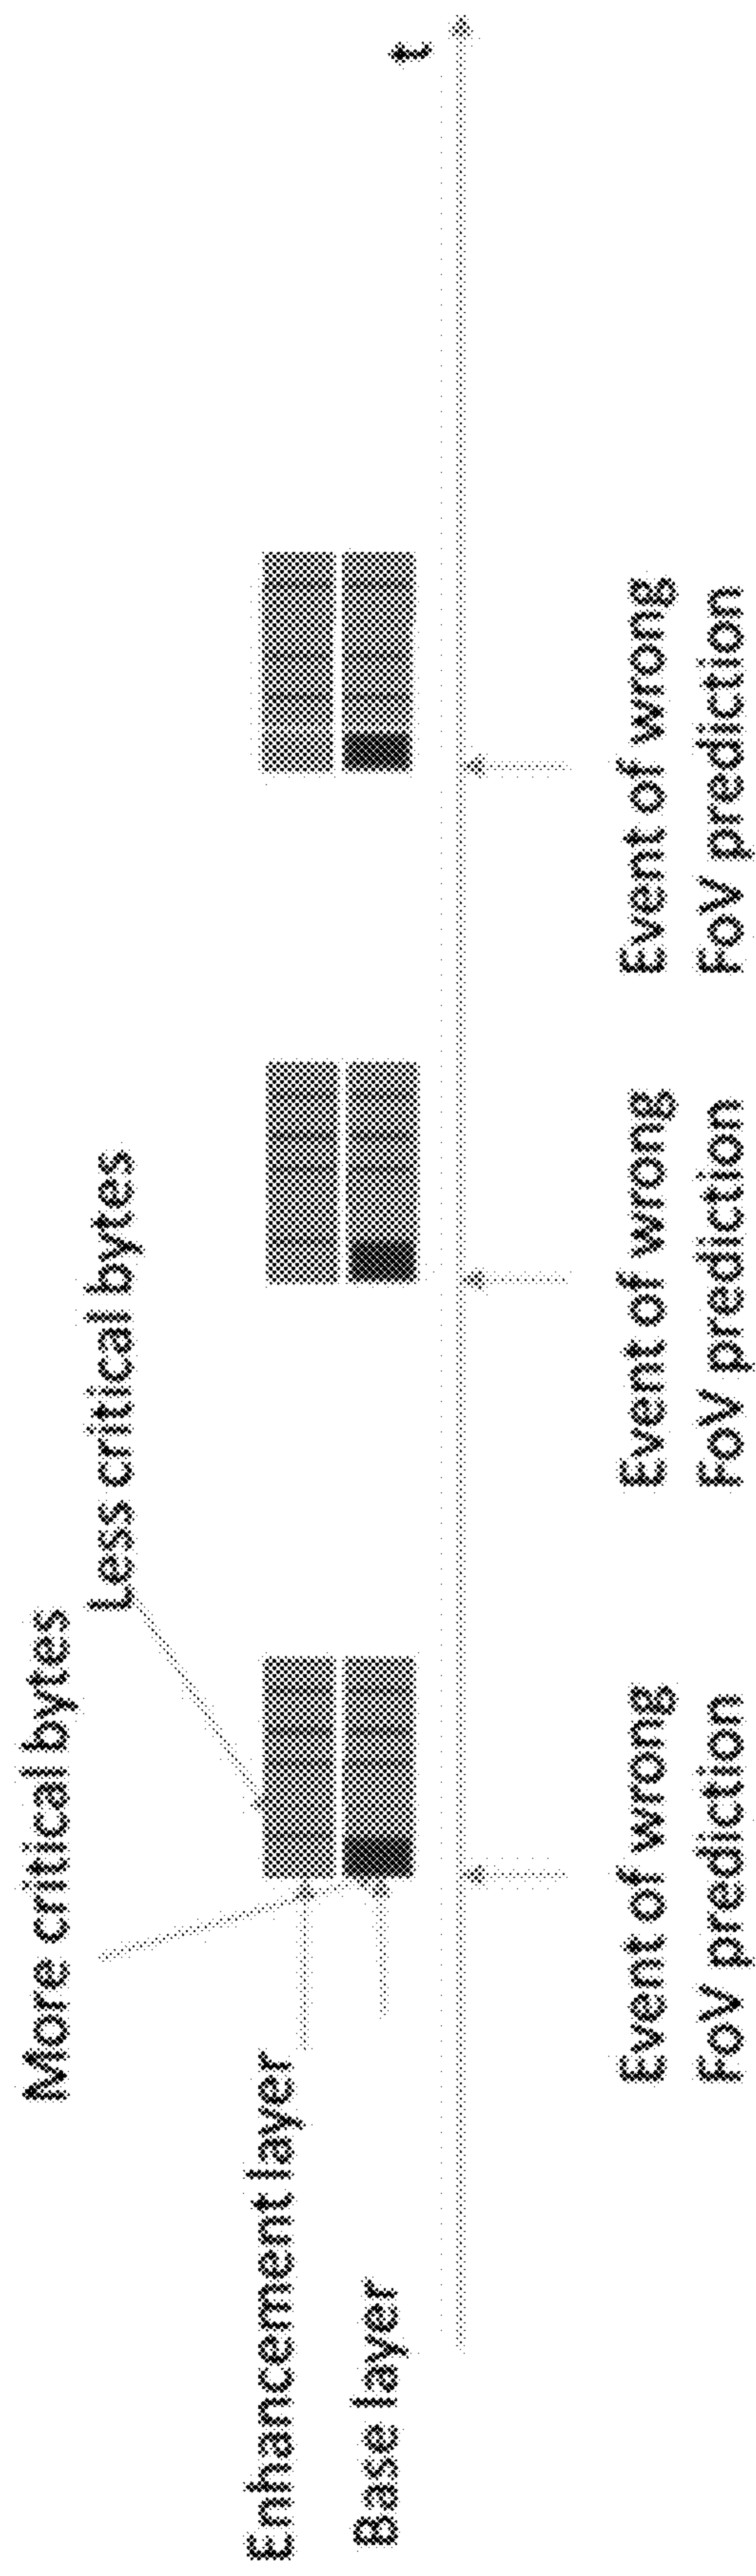 More critical bytes
Less critical bytes
Enhancement layer
Base layer
t
Event of wrong
FoV prediction
Event of wrong
FoV prediction
Event of wrong
FoV prediction